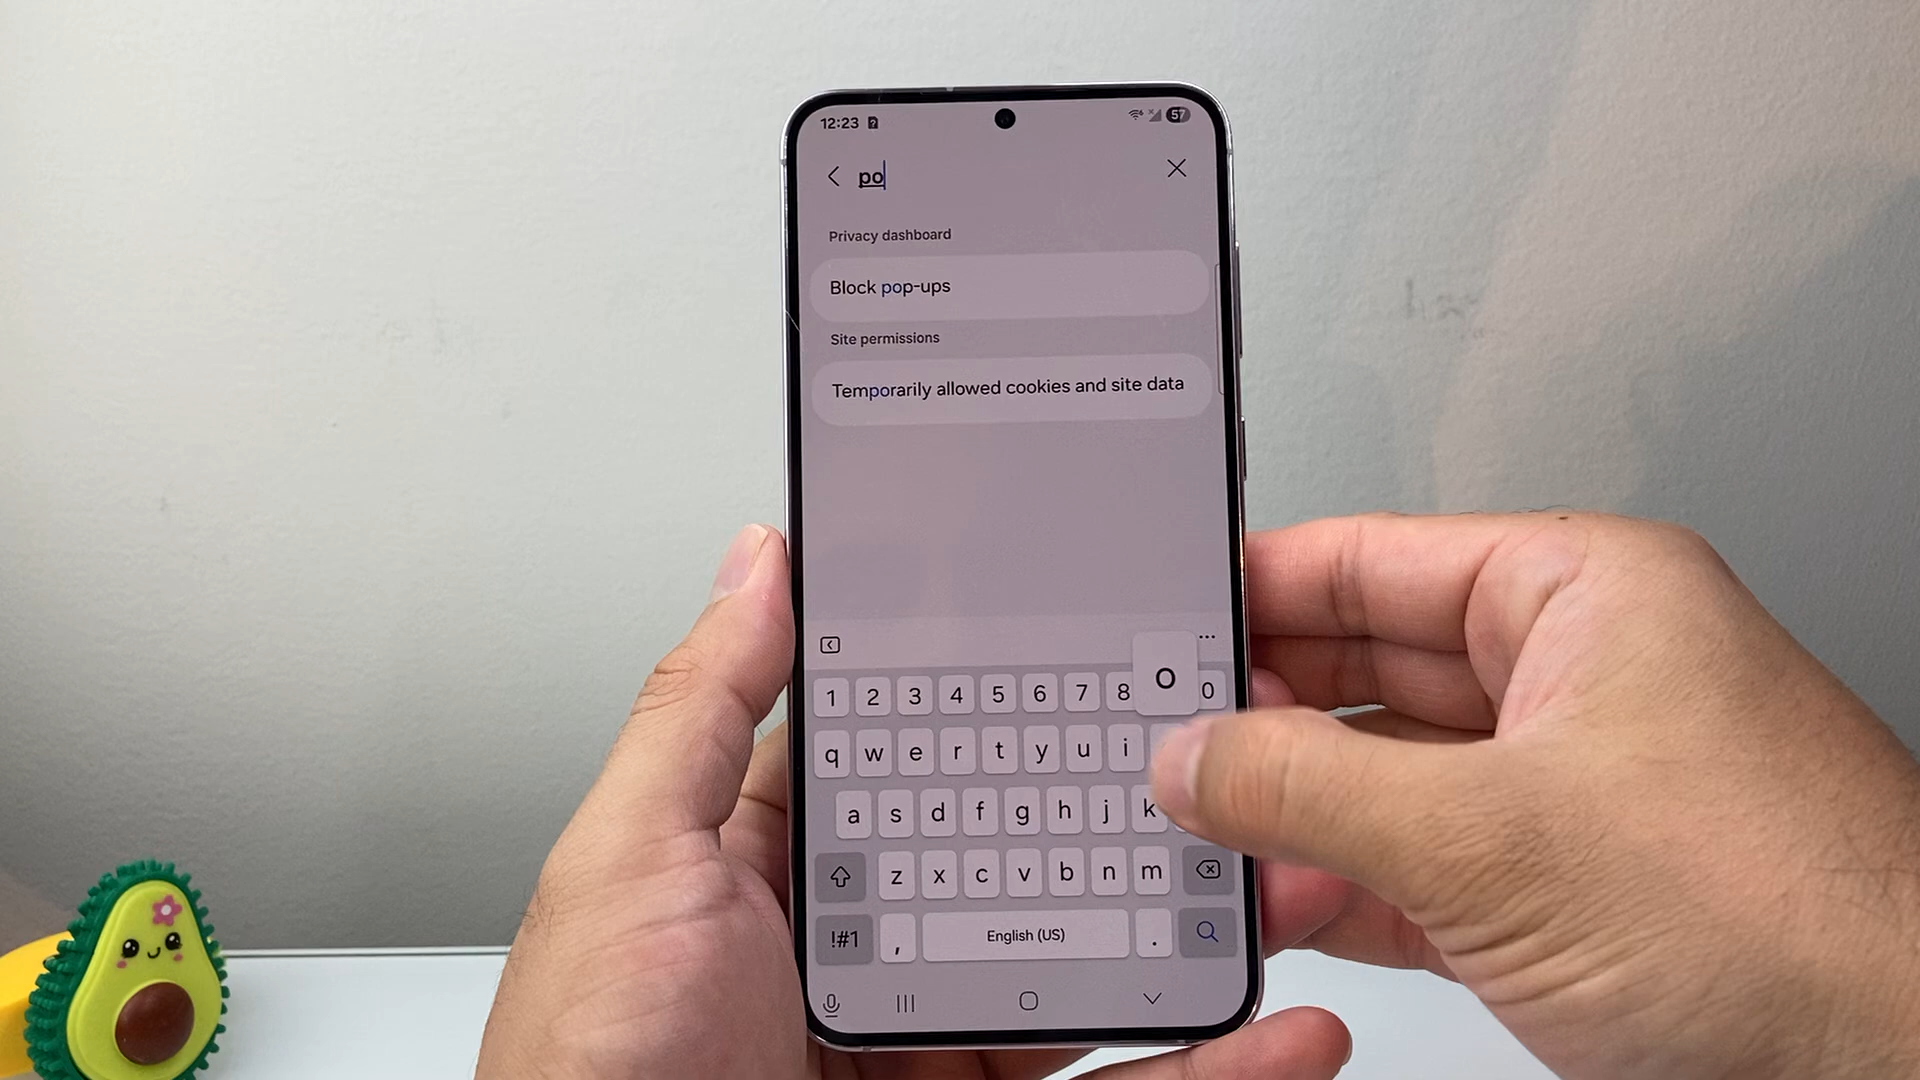 12:23
57
po
Privacy dashboard
Block pop-ups
Site permissions
Temporarily allowed cookies and site data
o
1 2 3 4 5 6 7 8 0
q w e r t y u i
a s d f g h j k
z x c v b n m
!#1 , English (US) .